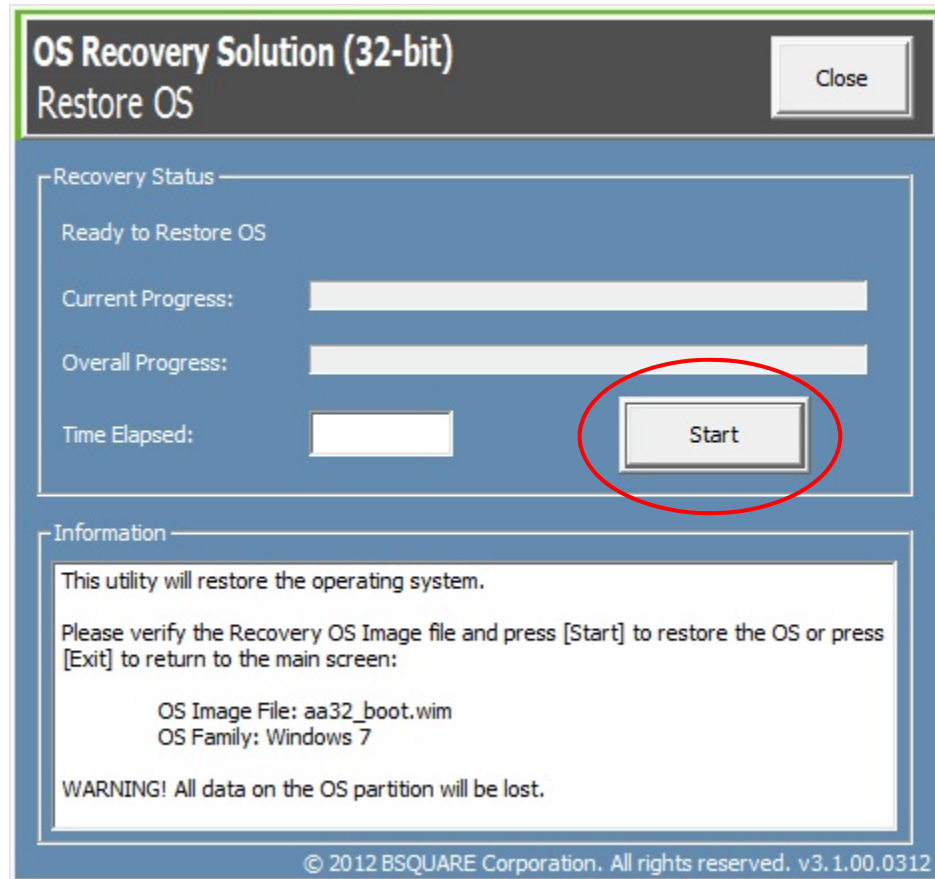 OS Recovery Solution (32-bit)
Restore OS
Close
Recovery Status
Ready to Restore OS
Current Progress:
Overall Progress:
Time Elapsed:
Start
Information
This utility will restore the operating system.
Please verify the Recovery OS Image file and press [Start] to restore the OS or press
[Exit] to return to the main screen:
OS Image File: aa32_boot.wim
OS Family: Windows 7
WARNING! All data on the OS partition will be lost.
© 2012 BSQUARE Corporation. All rights reserved. v3.1.00.0312